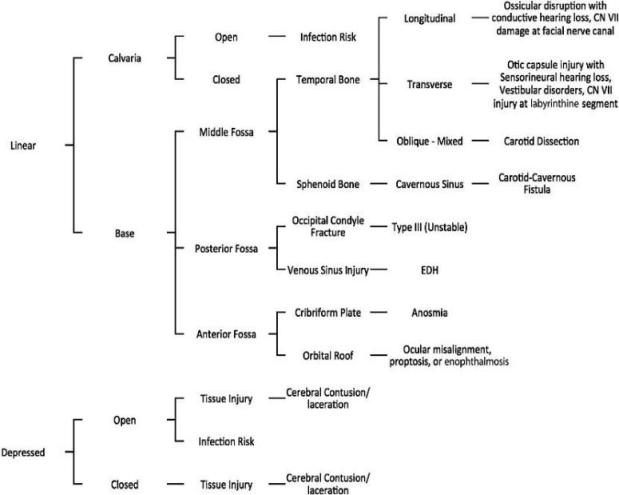 Longitudinal
Ossicular disruption with
conductive hearing loss, CN VII
damage at facial nerve canal
Open
Infection Risk
Calvaria
Closed
Temporal Bone
Transverse
Otic capsule injury with
Sensorineural hearing loss,
Vestibular disorders, CN VII
injury at labyrinthine segment
Middle Fossa
Linear
Oblique - Mixed
Carotid Dissection
Sphenoid Bone
Cavernous Sinus
Carotid-Cavernous
Fistula
Base
Occipital Condyle
Fracture
Type III (Unstable)
Posterior Fossa
Venous Sinus Injury
EDH
Cribriform Plate
Anosmia
Anterior Fossa
Orbital Roof
Ocular misalignment,
proptosis, or enophthalmosis
Tissue Injury
Cerebral Contusion/
laceration
Open
Infection Risk
Depressed
Closed
Tissue Injury
Cerebral Contusion/
laceration